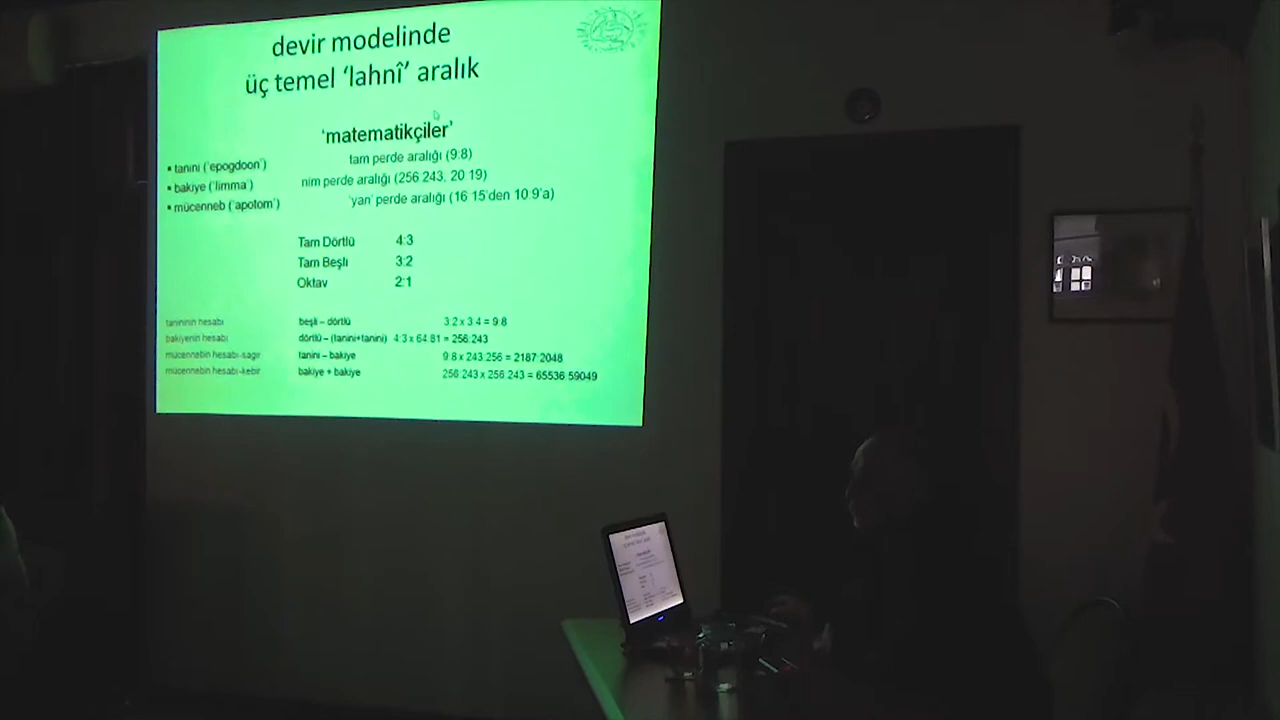 devir modelinde
üç temel ‘lahnî’ aralık
‘matematikçiler’
▪ tanini (‘epogdoon’) tam perde aralığı (9:8)
▪ bakiye (‘limma’) nim perde aralığı (256:243, 20:19)
▪ mücenneb (‘apotom’) ‘yan’ perde aralığı (16:15’den 10:9’a)
Tam Dörtlü 4:3
Tam Beşli 3:2
Oktav 2:1
tanininin hesabı beşli – dörtlü 3:2 x 3:4 = 9:8
bakiyenin hesabı dörtlü – (tanini+tanini) 4:3 x 64:81 = 256:243
mücennebin hesabı-sagir tanini – bakiye 9:8 x 243:256 = 2187:2048
mücennebin hesabı-kebir bakiye + bakiye 256:243 x 256:243 = 65536:59049